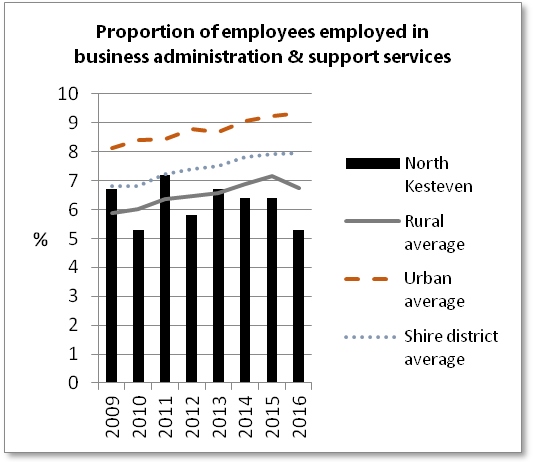 Proportion of employees employed in
business administration & support services
10
9
8
7
6
5
4
3
2
1
0
%
2009
2010
2011
2012
2013
2014
2015
2016
North
Kesteven
Rural
average
Urban
average
Shire district
average